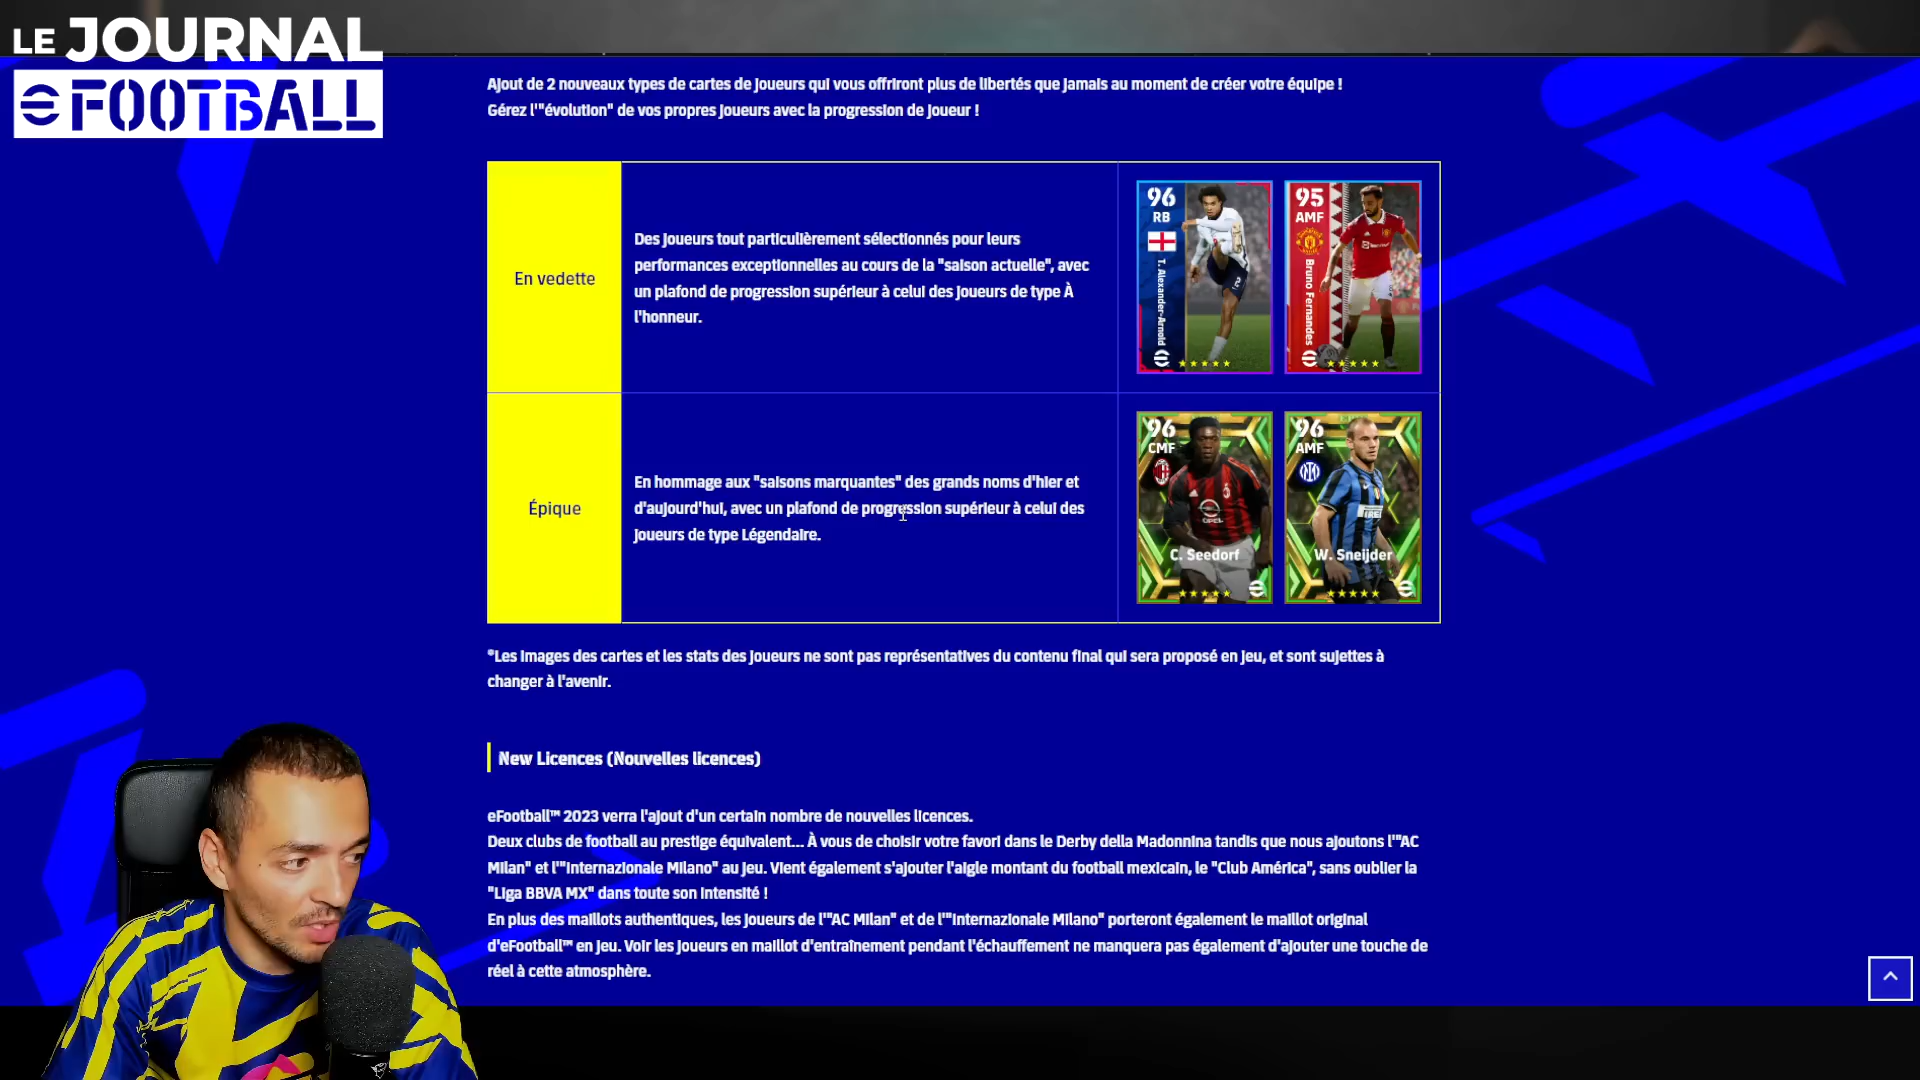 LE JOURNAL
eFOOTBALL
Ajout de 2 nouveaux types de cartes de joueurs qui vous offriront plus de libertés que jamais au moment de créer votre équipe !
Gérez l'"évolution" de vos propres joueurs avec la progression de joueur !
En vedette
Des joueurs tout particulièrement sélectionnés pour leurs
performances exceptionnelles au cours de la "saison actuelle", avec
un plafond de progression supérieur à celui des joueurs de type À
l'honneur.
96
RB
T. Alexander-Arnold
2
95
AMF
Bruno Fernandes
Épique
En hommage aux "saisons marquantes" des grands noms d'hier et
d'aujourd'hui, avec un plafond de progression supérieur à celui des
joueurs de type Légendaire.
96
CMF
OPEL
C. Seedorf
96
AMF
PIRELLI
W. Sneijder
*Les images des cartes et les stats des joueurs ne sont pas représentatives du contenu final qui sera proposé en jeu, et sont sujettes à
changer à l'avenir.
New Licences (Nouvelles licences)
eFootball™ 2023 verra l'ajout d'un certain nombre de nouvelles licences.
Deux clubs de football au prestige équivalent... À vous de choisir votre favori dans le Derby della Madonnina tandis que nous ajoutons l'"AC
Milan" et l'"Internazionale Milano" au jeu. Vient également s'ajouter l'aigle montant du football mexicain, le "Club América", sans oublier la
"Liga BBVA MX" dans toute son intensité !
En plus des maillots authentiques, les joueurs de l'"AC Milan" et de l'"Internazionale Milano" porteront également le maillot original
d'eFootball™ en jeu. Voir les joueurs en maillot d'entraînement pendant l'échauffement ne manquera pas également d'ajouter une touche de
réel à cette atmosphère.